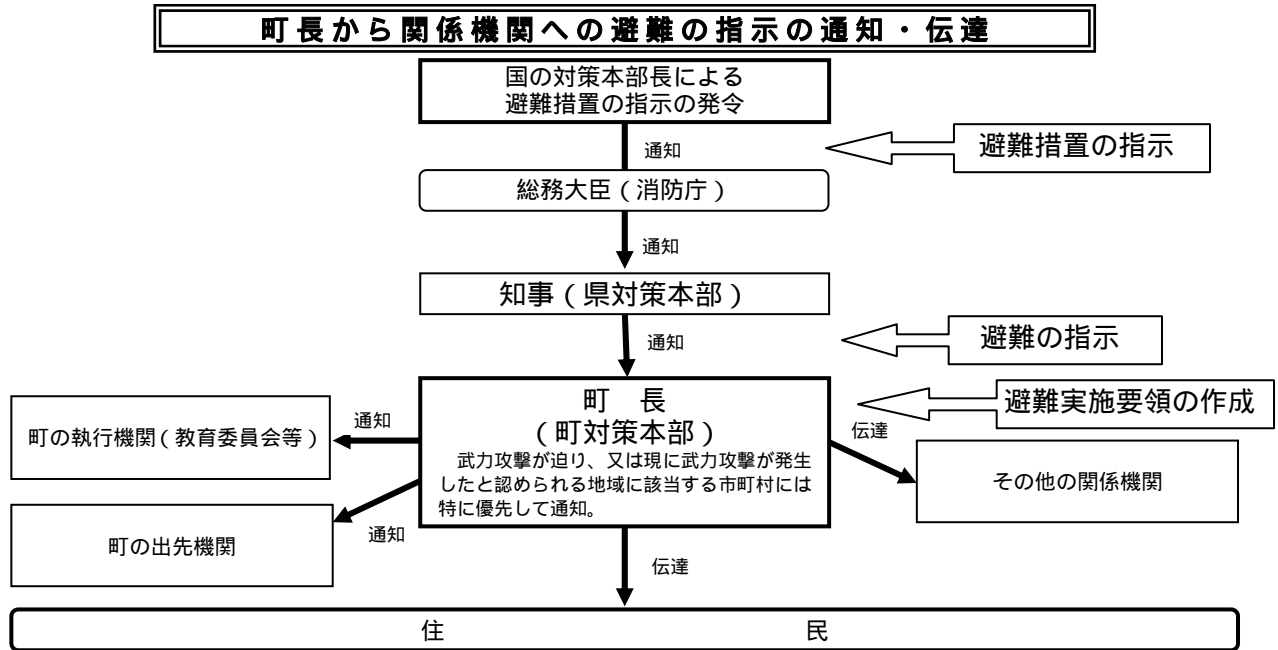 町長から関係機関への避難の指示の通知・伝達
国の対策本部長による
避難措置の指示の発令
通知
避難措置の指示
総務大臣（消防庁）
通知
知事（県対策本部）
通知
避難の指示
町　長
（町対策本部）
武力攻撃が迫り、又は現に武力攻撃が発生
したと認められる地域に該当する市町村には
特に優先して通知。
避難実施要領の作成
通知
町の執行機関（教育委員会等）
伝達
その他の関係機関
通知
町の出先機関
伝達
住　民